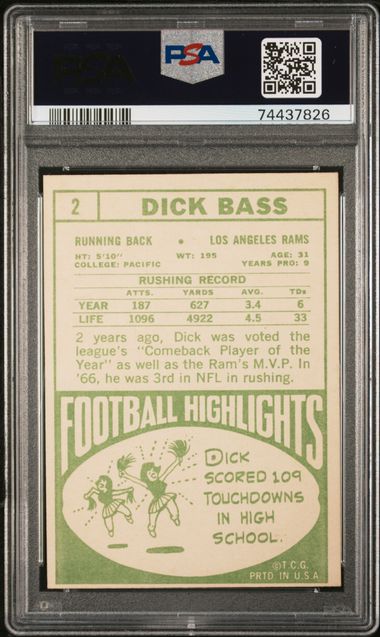 PSA
PSA
74437826
2 DICK BASS
RUNNING BACK • LOS ANGELES RAMS
HT: 5'10" WT: 195 AGE: 31
COLLEGE: PACIFIC YEARS PRO: 9
RUSHING RECORD
ATTS. YARDS AVG. TDs
YEAR 187 627 3.4 6
LIFE 1096 4922 4.5 33
2 years ago, Dick was voted the
league's "Comeback Player of the
Year" as well as the Ram's M.V.P. In
'66, he was 3rd in NFL in rushing.
FOOTBALL HIGHLIGHTS
DICK
SCORED 109
TOUCHDOWNS
IN HIGH
SCHOOL.
©T.C.G.
PRTD IN U.S.A